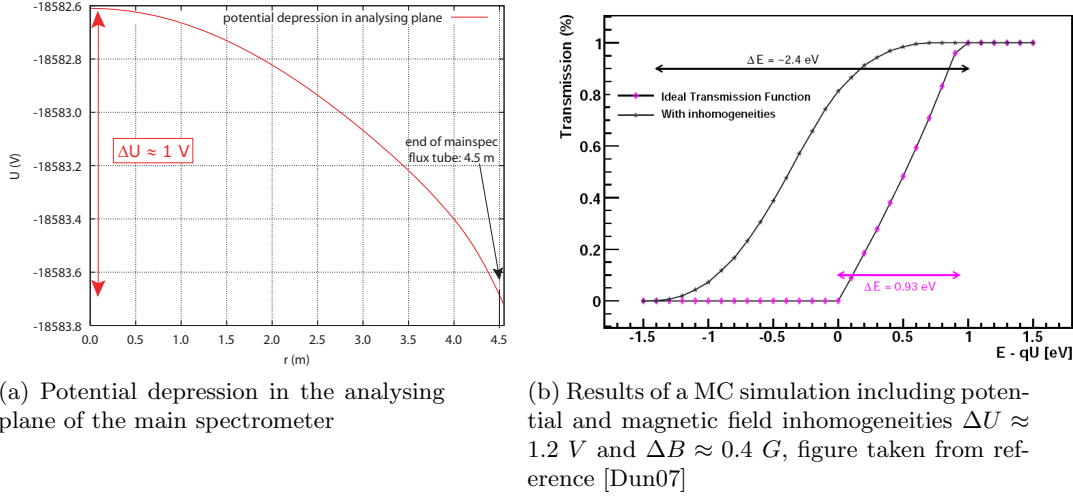 potential depression in analysing plane
-18582.6
-18582.8
-18583.0
-18583.2
-18583.4
-18583.6
-18583.8
U (V)
ΔU ≈ 1 V
end of mainspec
flux tube: 4.5 m
0.0 0.5 1.0 1.5 2.0 2.5 3.0 3.5 4.0 4.5
r (m)
(a) Potential depression in the analysing
plane of the main spectrometer
Transmission (%)
1
0.8
0.6
0.4
0.2
0
ΔE = ~2.4 eV
Ideal Transmission Function
With inhomogeneities
ΔE = 0.93 eV
-1.5 -1 -0.5 0 0.5 1 1.5
E - qU [eV]
(b) Results of a MC simulation including poten-
tial and magnetic field inhomogeneities ΔU ≈
1.2 V and ΔB ≈ 0.4 G, figure taken from ref-
erence [Dun07]